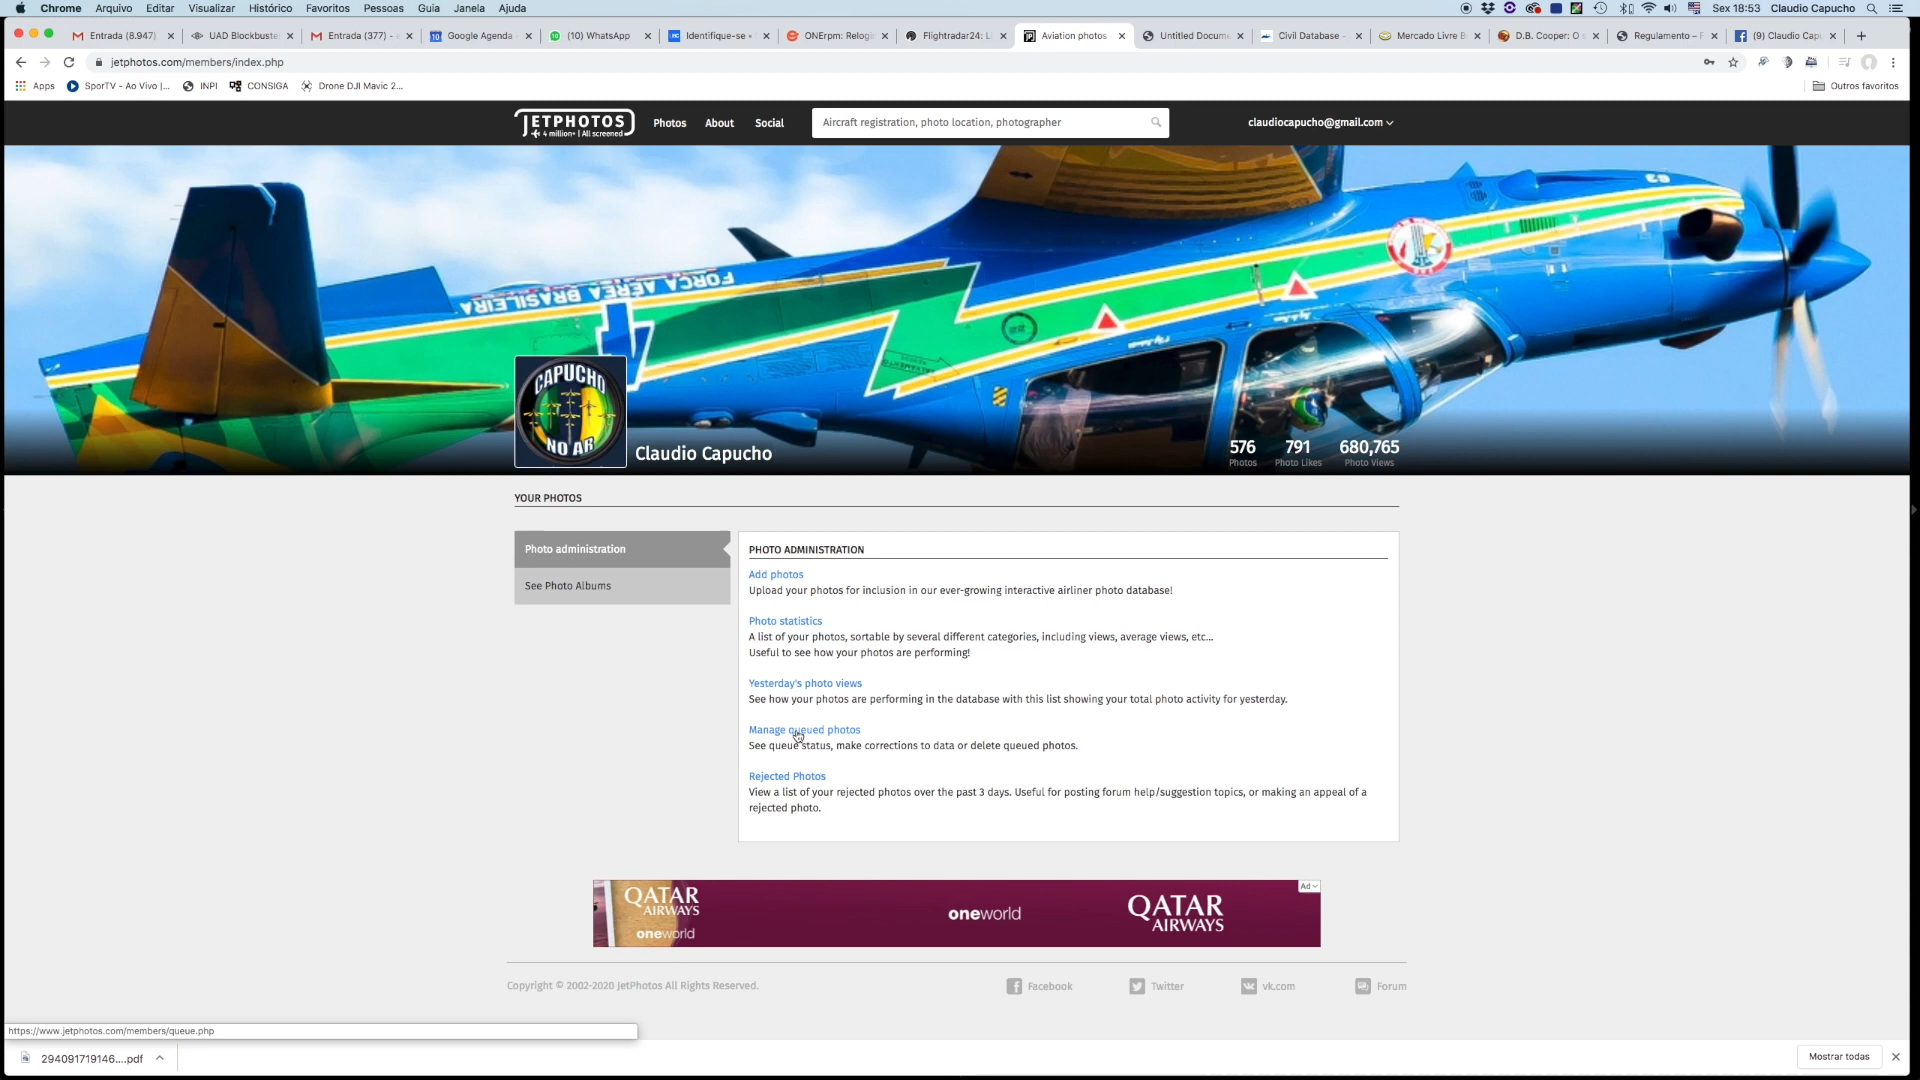 Chrome Arquivo Editar Visualizar Histórico Favoritos Pessoas Guia Janela Ajuda Sex 18:53 Claudio Capucho
Entrada (8.947) UAD Blockbuste Entrada (377) - Google Agenda (10) WhatsApp Identifique-se ONErpm: Relogi Flightradar24: Li Aviation photos Untitled Docum Civil Database - Mercado Livre B D.B. Cooper: O s Regulamento – F (9) Claudio Cap
jetphotos.com/members/index.php
Apps SporTV - Ao Vivo |... INPI CONSIGA Drone DJI Mavic 2... Outros favoritos
JETPHOTOS
4 million+ | All screened
Photos About Social Aircraft registration, photo location, photographer claudiocapucho@gmail.com
63
FORÇA AÉREA BRASILEIRA
CAPUCHO
NO AR
Claudio Capucho
576 791 680,765
Photos Photo Likes Photo Views
YOUR PHOTOS
Photo administration
See Photo Albums
PHOTO ADMINISTRATION
Add photos
Upload your photos for inclusion in our ever-growing interactive airliner photo database!
Photo statistics
A list of your photos, sortable by several different categories, including views, average views, etc...
Useful to see how your photos are performing!
Yesterday's photo views
See how your photos are performing in the database with this list showing your total photo activity for yesterday.
Manage queued photos
See queue status, make corrections to data or delete queued photos.
Rejected Photos
View a list of your rejected photos over the past 3 days. Useful for posting forum help/suggestion topics, or making an appeal of a
rejected photo.
QATAR
AIRWAYS
oneworld
oneworld
QATAR
AIRWAYS
Ad
Copyright © 2002-2020 JetPhotos All Rights Reserved. Facebook Twitter vk.com Forum
https://www.jetphotos.com/members/queue.php
294091719146....pdf Mostrar todas